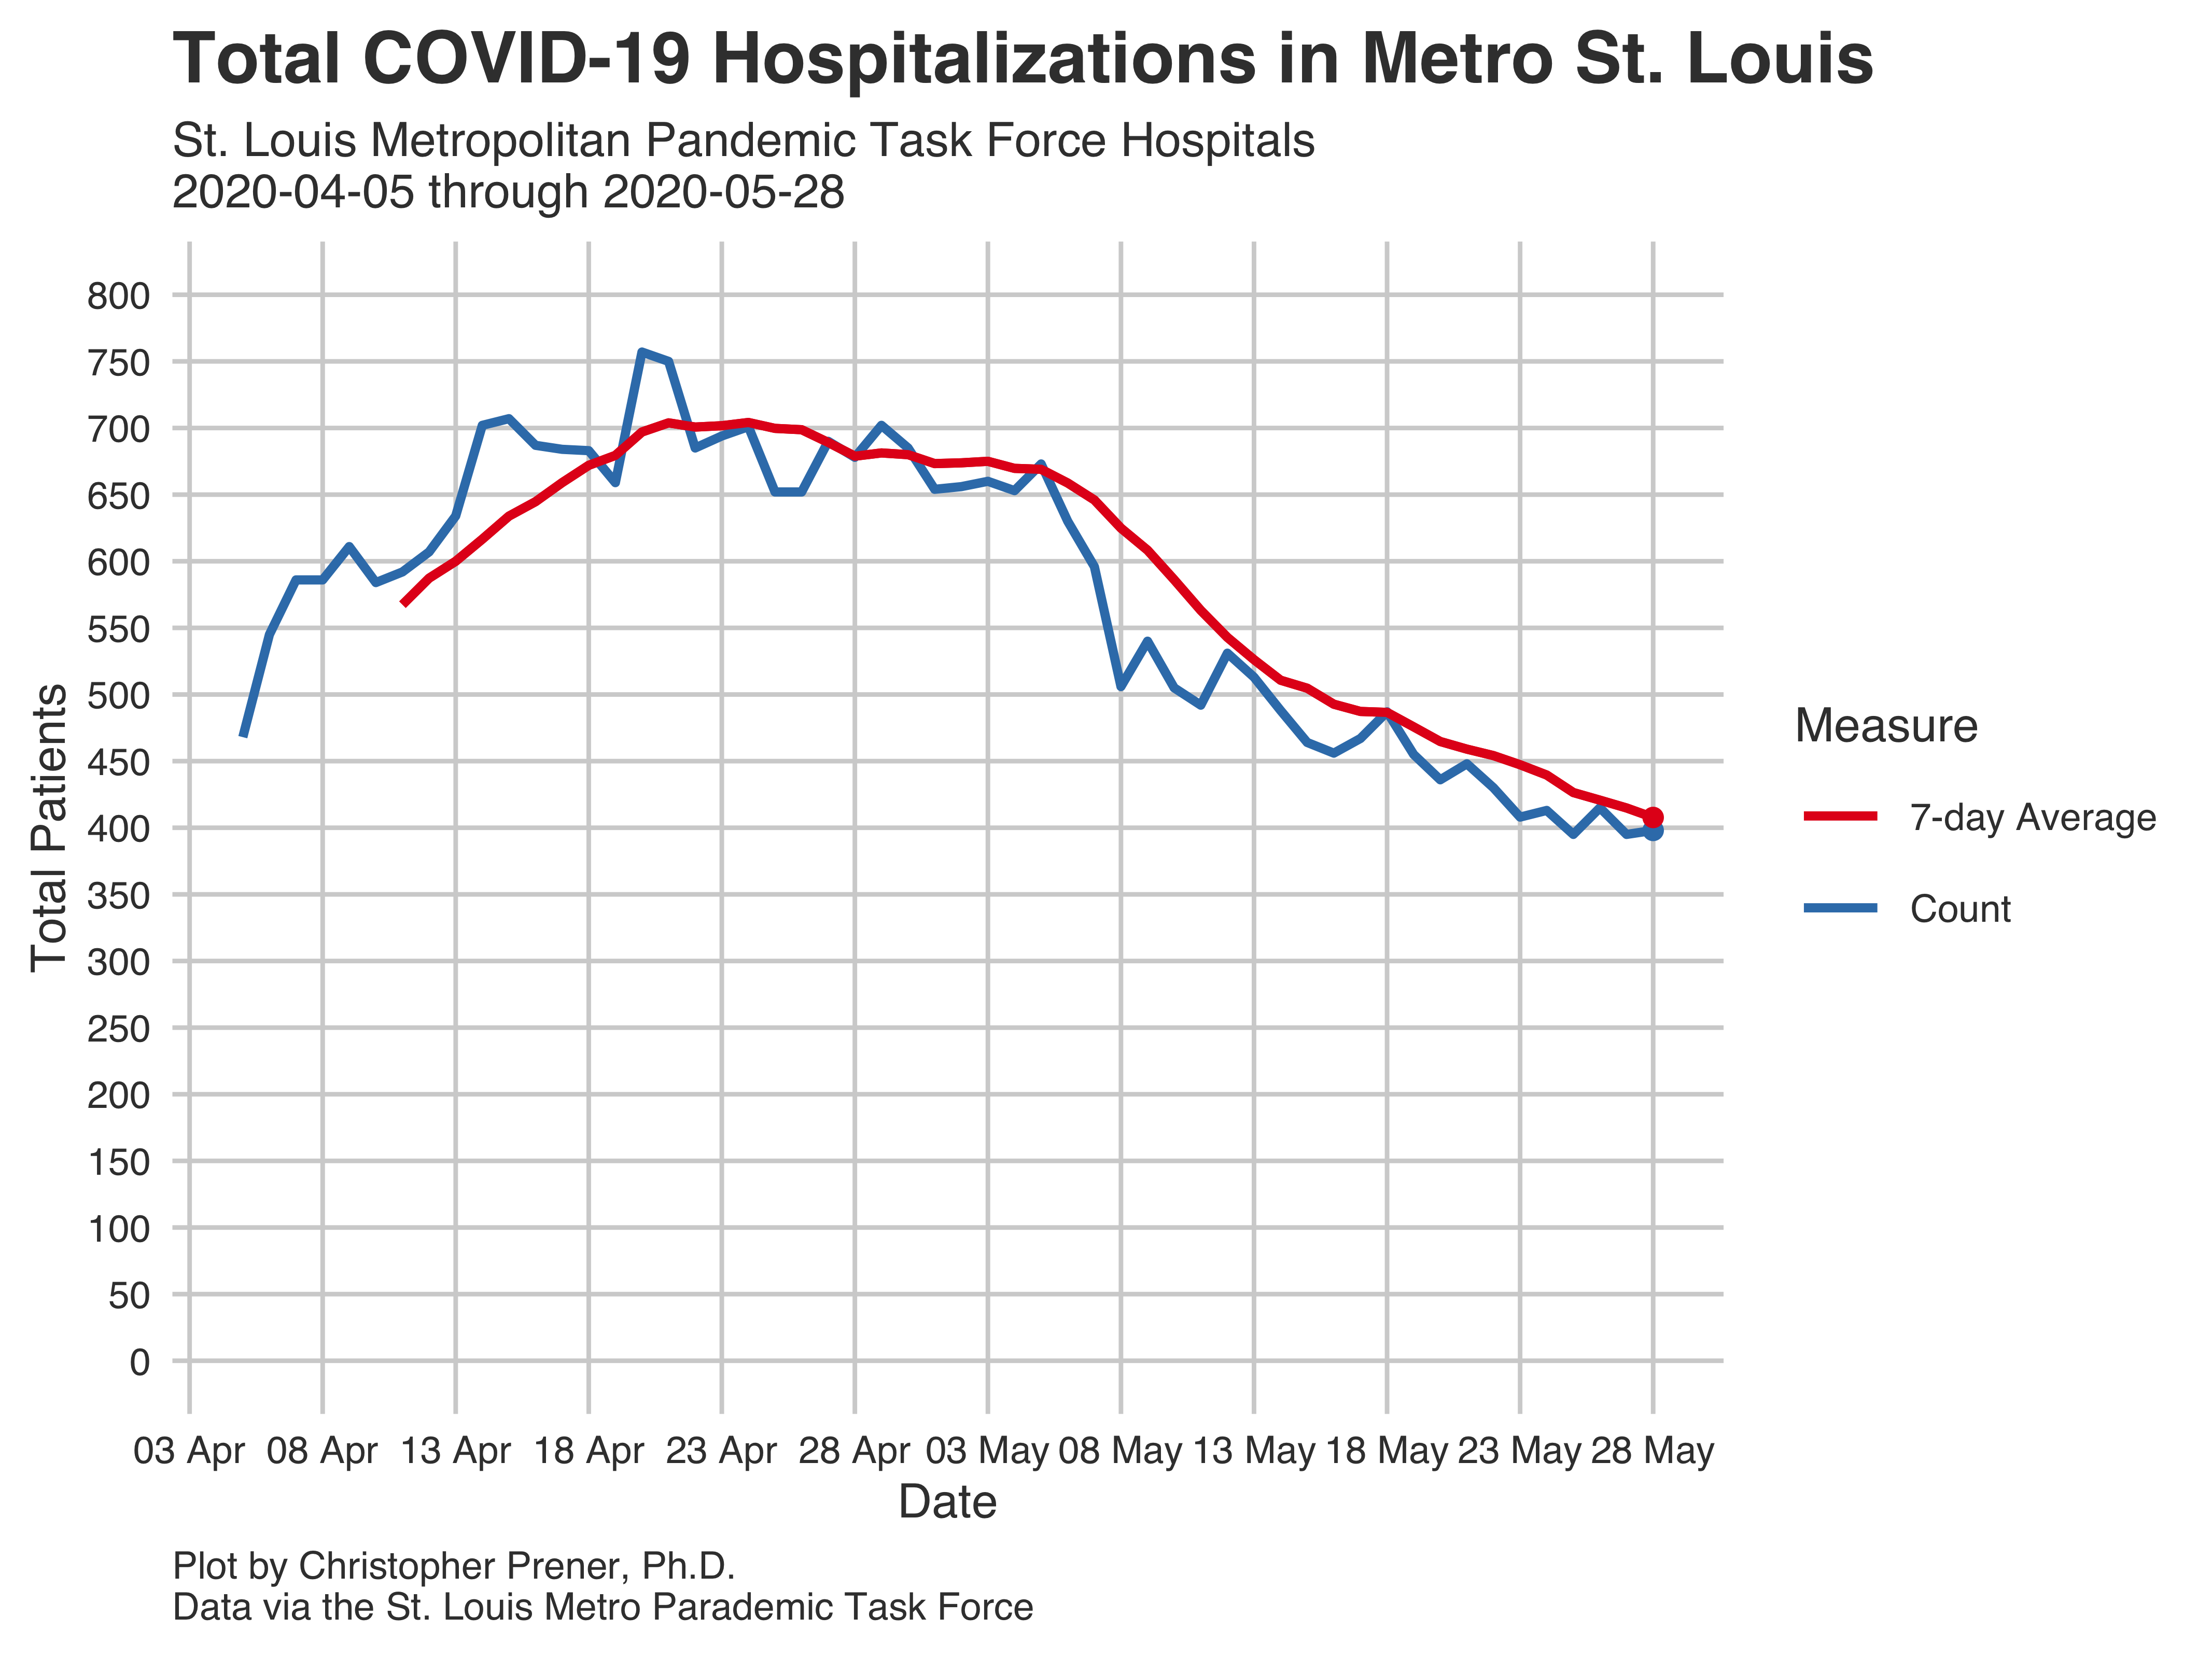 Total COVID-19 Hospitalizations in Metro St. Louis
St. Louis Metropolitan Pandemic Task Force Hospitals
2020-04-05 through 2020-05-28
800
750
700
650
600
550
500
450
400
350
300
250
200
150
100
50
0
Total Patients
03 Apr 08 Apr 13 Apr 18 Apr 23 Apr 28 Apr 03 May 08 May 13 May 18 May 23 May 28 May
Date
Measure
7-day Average
Count
Plot by Christopher Prener, Ph.D.
Data via the St. Louis Metro Parademic Task Force